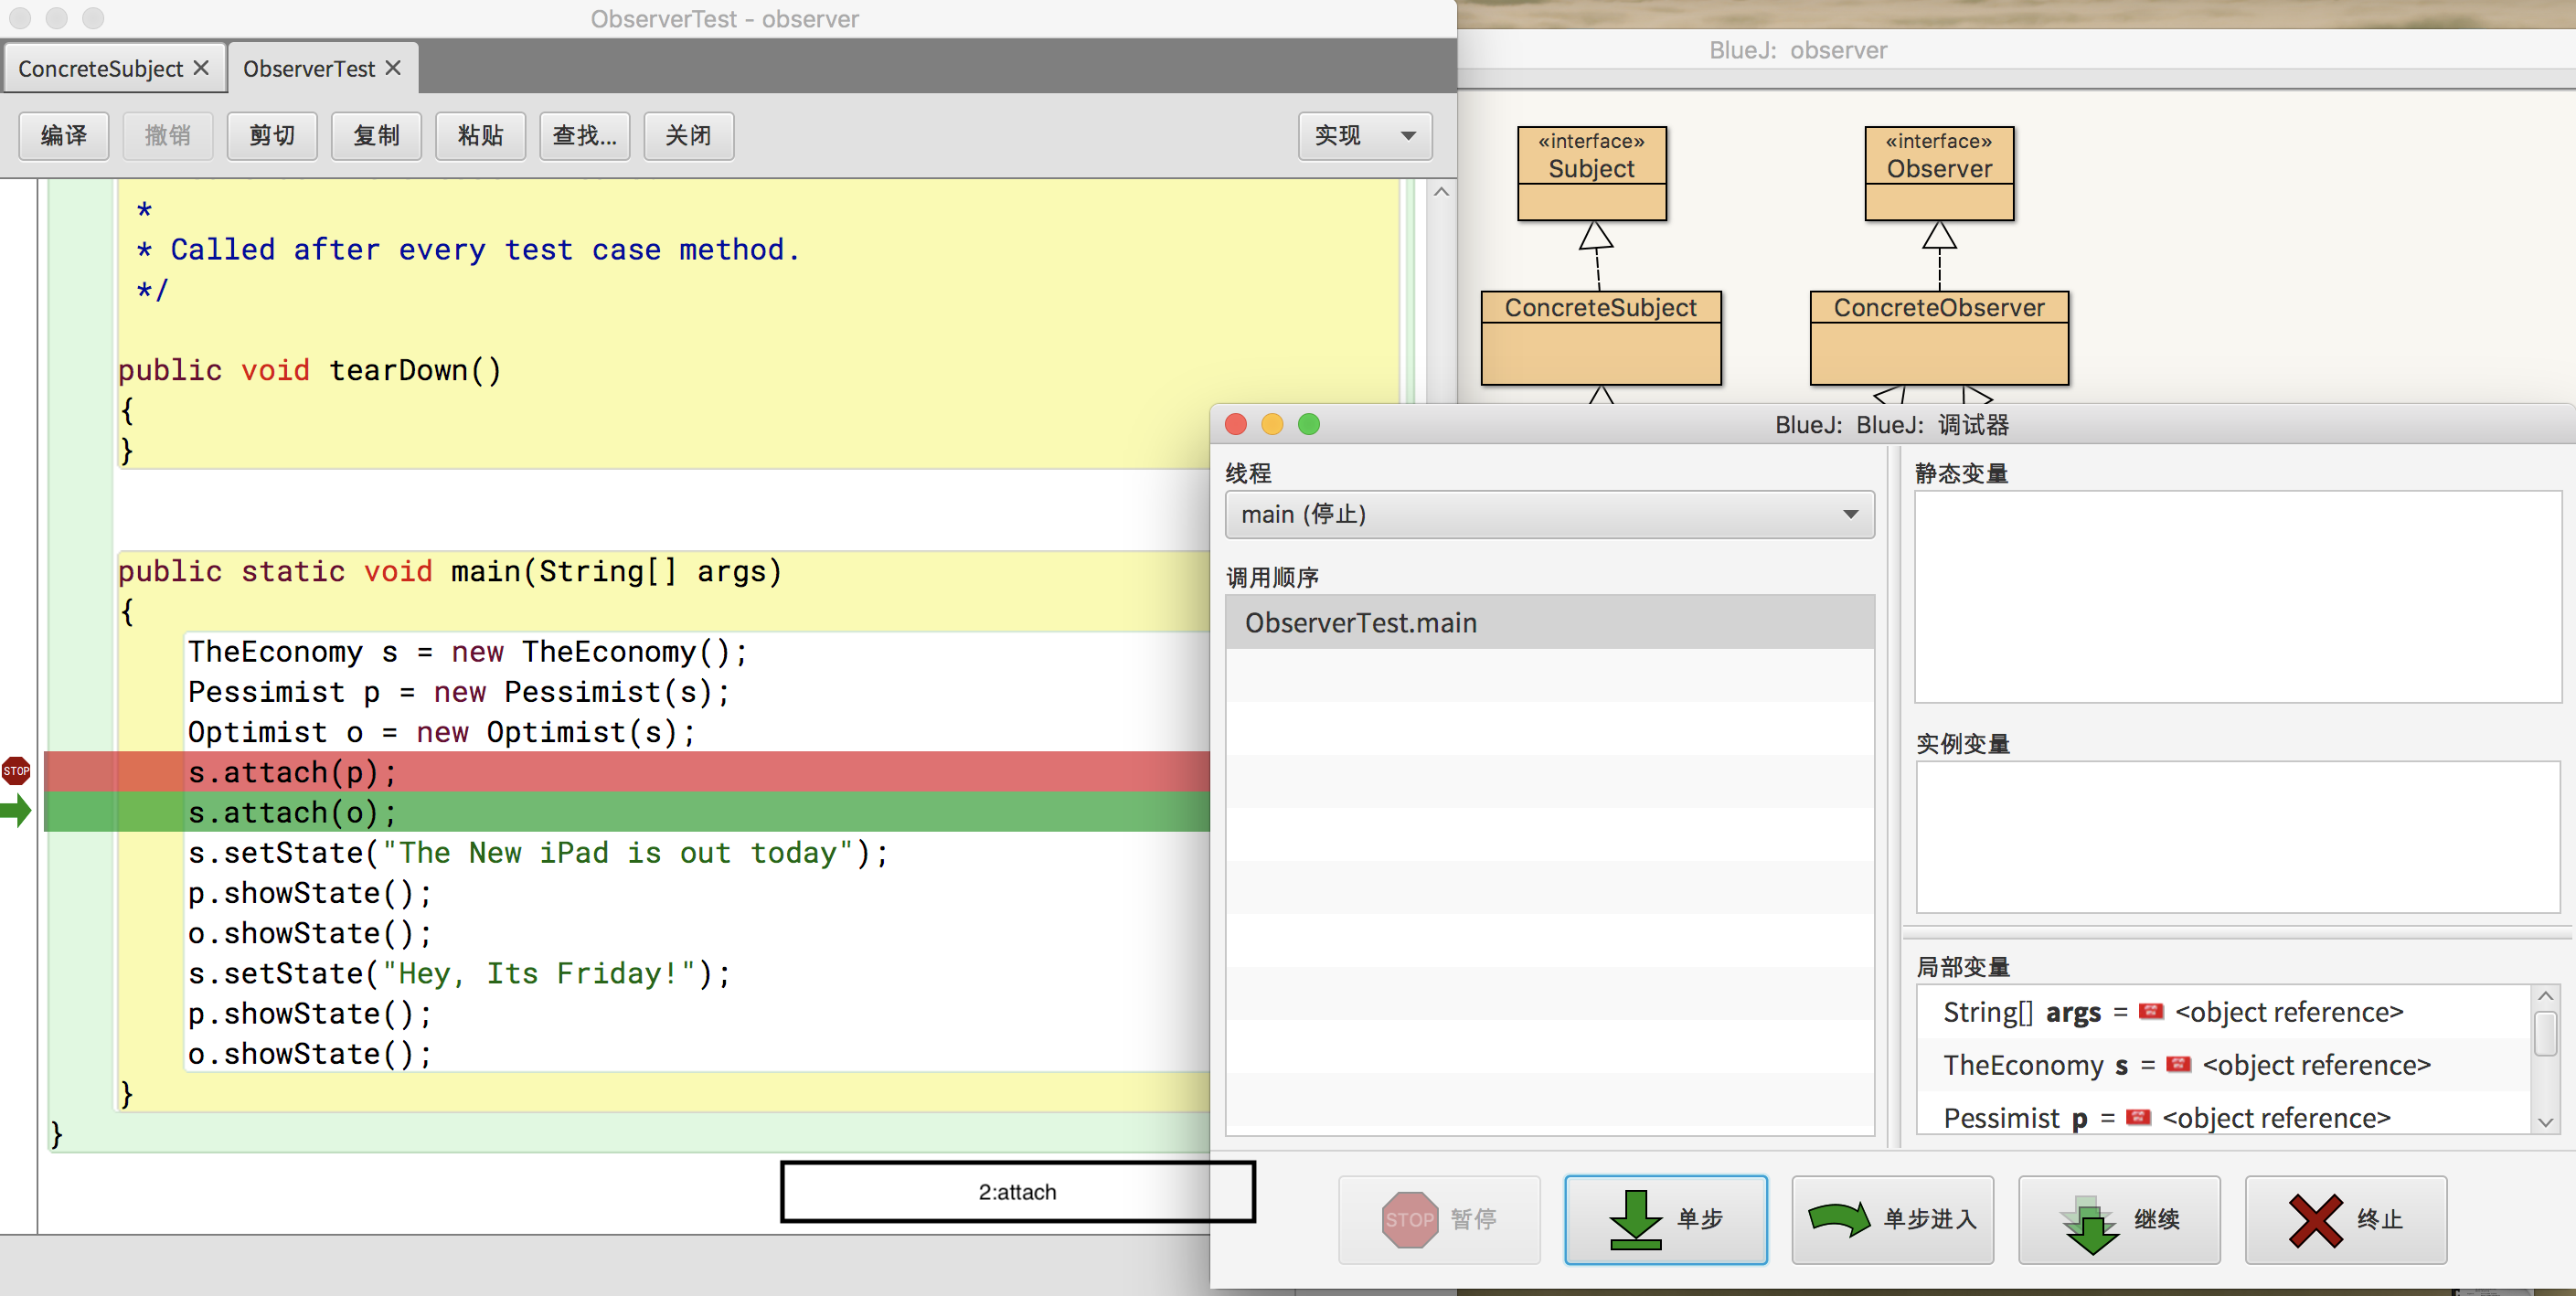 ObserverTest - observer
ConcreteSubject
ObserverTest
编译
撤销
剪切
复制
粘贴
查找...
关闭
实现
*
* Called after every test case method.
*/
public void tearDown()
{
}
public static void main(String[] args)
{
TheEconomy s = new TheEconomy();
Pessimist p = new Pessimist(s);
Optimist o = new Optimist(s);
STOP
s.attach(p);
s.attach(o);
s.setState("The New iPad is out today");
p.showState();
o.showState();
s.setState("Hey, Its Friday!");
p.showState();
o.showState();
}
}
2:attach
BlueJ: observer
«interface»
Subject
«interface»
Observer
ConcreteSubject
ConcreteObserver
BlueJ: BlueJ: 调试器
线程
main (停止)
调用顺序
ObserverTest.main
静态变量
实例变量
局部变量
String[] args = <object reference>
TheEconomy s = <object reference>
Pessimist p = <object reference>
STOP 暂停
单步
单步进入
继续
终止